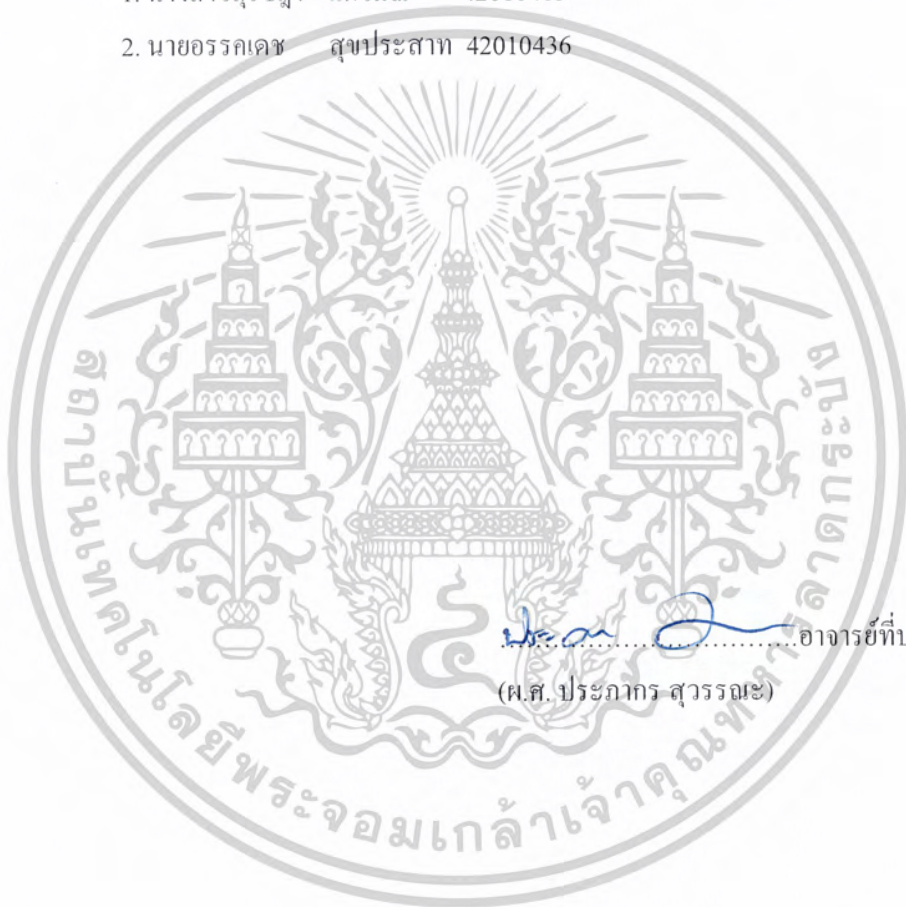 2. นายอรรคเดช สุขประสาท 42010436
อาจารย์ที่ป
(ผ.ศ. ประภากร สุวรรณะ)
สถาบันเทคโนโลยีพระจอมเกล้าเจ้าคุณทหารลาดกระบัง